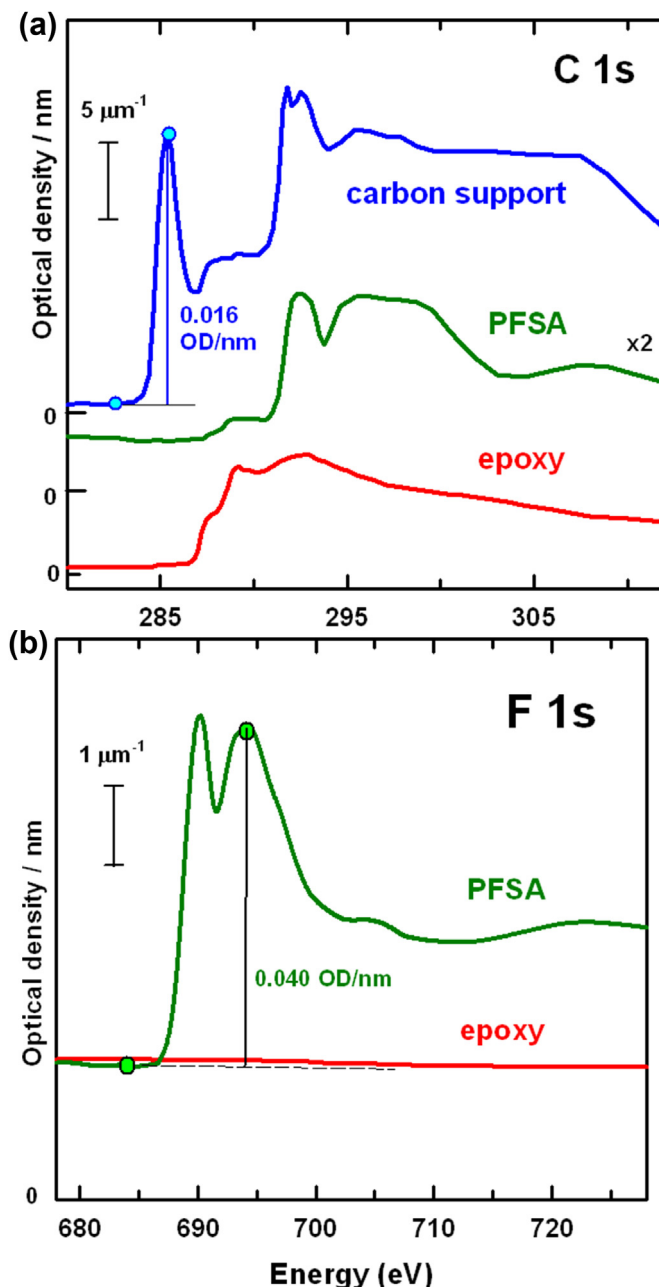 (a)
C 1s
5 μm-1
Optical density / nm
carbon support
0.016
OD/nm
PFSA
x2
0
epoxy
0
0
285
295
305
(b)
F 1s
1 μm-1
Optical density / nm
PFSA
0.040 OD/nm
epoxy
0
680
690
700
710
720
Energy (eV)